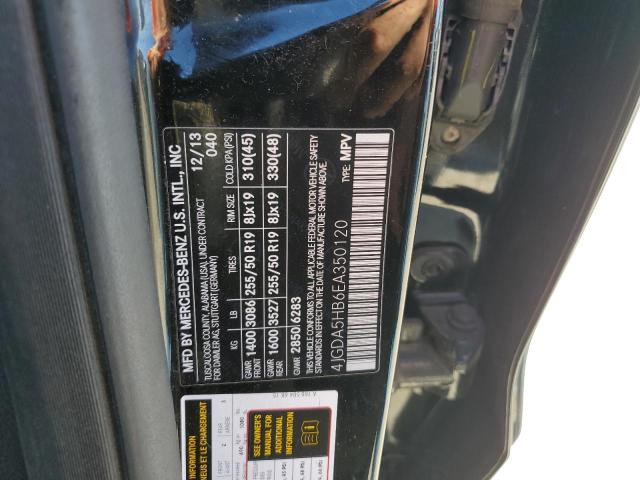 MFD BY MERCEDES-BENZ U.S. INTL., INC
TUSCALOOSA COUNTY, ALABAMA (USA), UNDER CONTRACT 12/13
FOR DAIMLER AG, STUTTGART (GERMANY) 040
KG LB TIRES RIM SIZE COLD KPA (PSI)
GAWR FRONT 1400 3086 255/50 R19 8Jx19 310(45)
GAWR REAR 1600 3527 255/50 R19 8Jx19 330(48)
GVWR 2850/6283
THIS VEHICLE CONFORMS TO ALL APPLICABLE FEDERAL MOTOR VEHICLE SAFETY
STANDARDS IN EFFECT ON THE DATE OF MANUFACTURE SHOWN ABOVE.
4JGDA5HB6EA350120 TYPE: MPV
INFORMATION
PNEUS ET LE CHARGEMENT
SEE OWNER'S
MANUAL FOR
ADDITIONAL
INFORMATION